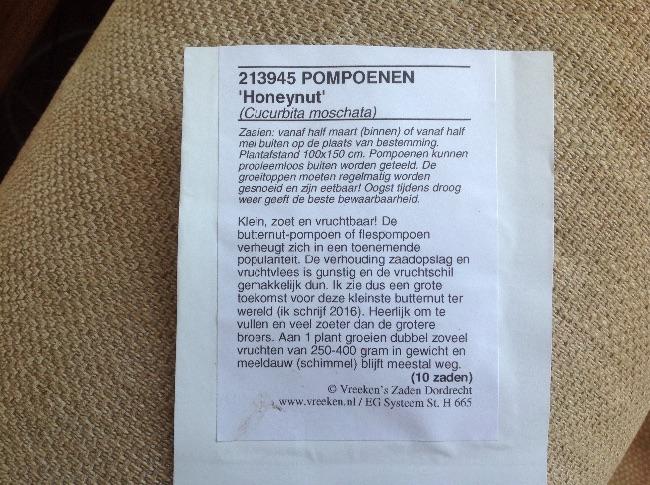 213945 POMPOENEN
'Honeynut'
(Cucurbita moschata)
Zaaien: vanaf half maart (binnen) of vanaf half
mei buiten op de plaats van bestemming.
Plantafstand 100x150 cm. Pompoenen kunnen
probleemloos buiten worden geteeld. De
groeitoppen moeten regelmatig worden
gesnoeid en zijn eetbaar! Oogst tijdens droog
weer geeft de beste bewaarbaarheid.
Klein, zoet en vruchtbaar! De
butternut-pompoen of flespompoen
verheugt zich in een toenemende
populariteit. De verhouding zaadopslag en
vruchtvlees is gunstig en de vruchtschil
gemakkelijk dun. Ik zie dus een grote
toekomst voor deze kleinste butternut ter
wereld (ik schrijf 2016). Heerlijk om te
vullen en veel zoeter dan de grotere
broers. Aan 1 plant groeien dubbel zoveel
vruchten van 250-400 gram in gewicht en
meeldauw (schimmel) blijft meestal weg.
(10 zaden)
© Vreeken's Zaden Dordrecht
www.vreeken.nl / EG Systeem St. H 665